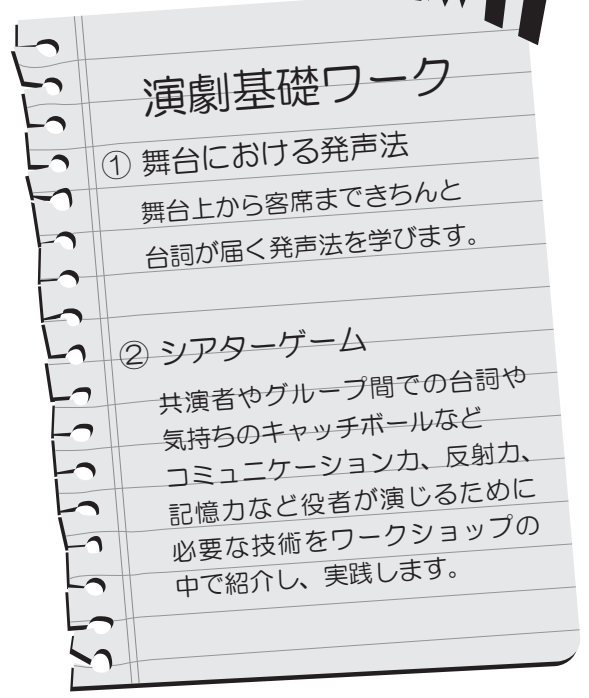 演劇基礎ワーク
① 舞台における発声法
舞台上から客席まできちんと
台詞が届く発声法を学びます。
② シアターゲーム
共演者やグループ間での台詞や
気持ちのキャッチボールなど
コミュニケーション力、反射力、
記憶力など役者が演じるために
必要な技術をワークショップの
中で紹介し、実践します。